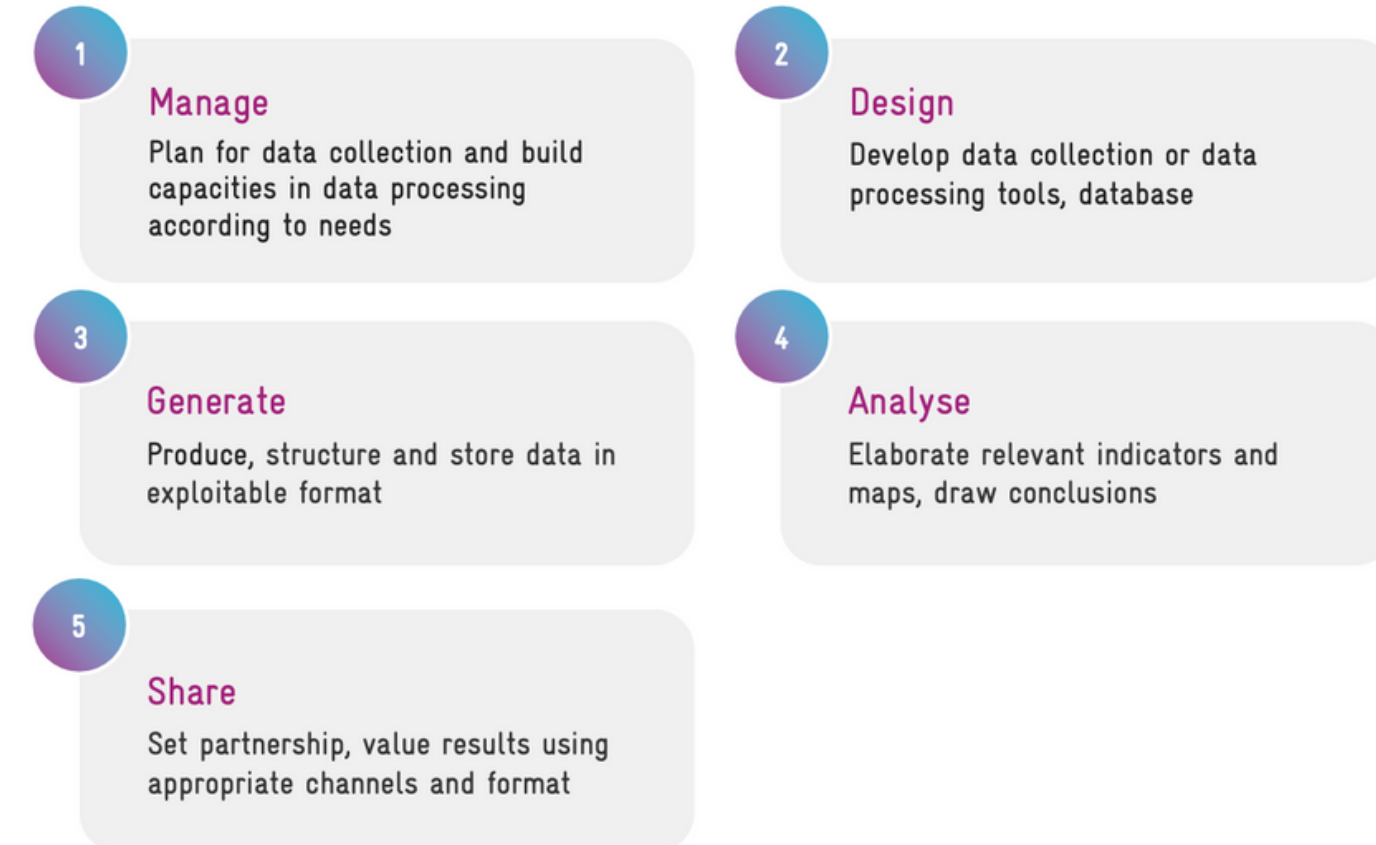 1
Manage
Plan for data collection and build
capacities in data processing
according to needs
2
Design
Develop data collection or data
processing tools, database
3
Generate
Produce, structure and store data in
exploitable format
4
Analyse
Elaborate relevant indicators and
maps, draw conclusions
5
Share
Set partnership, value results using
appropriate channels and format